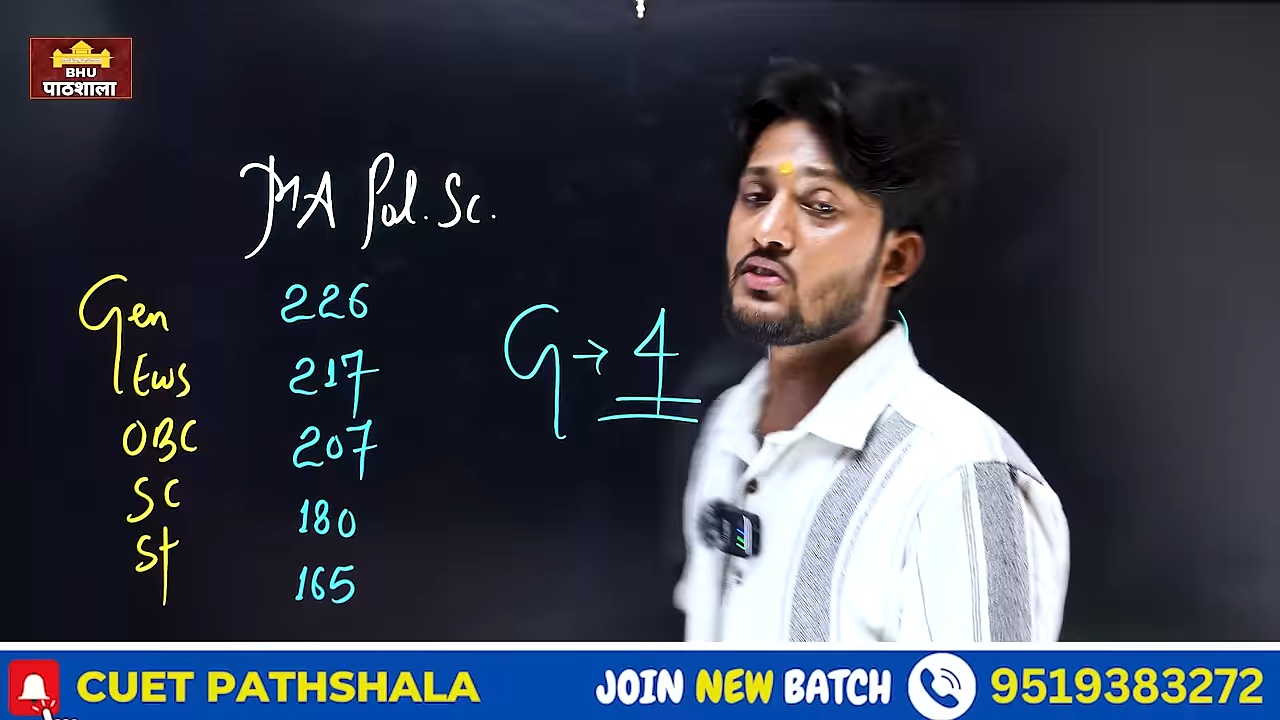 BHU
पाठशाला
MA Pol. Sc.
Gen 226
EWS 217
OBC 207
SC 180
ST 165
G → 4
CUET PATHSHALA JOIN NEW BATCH 9519383272